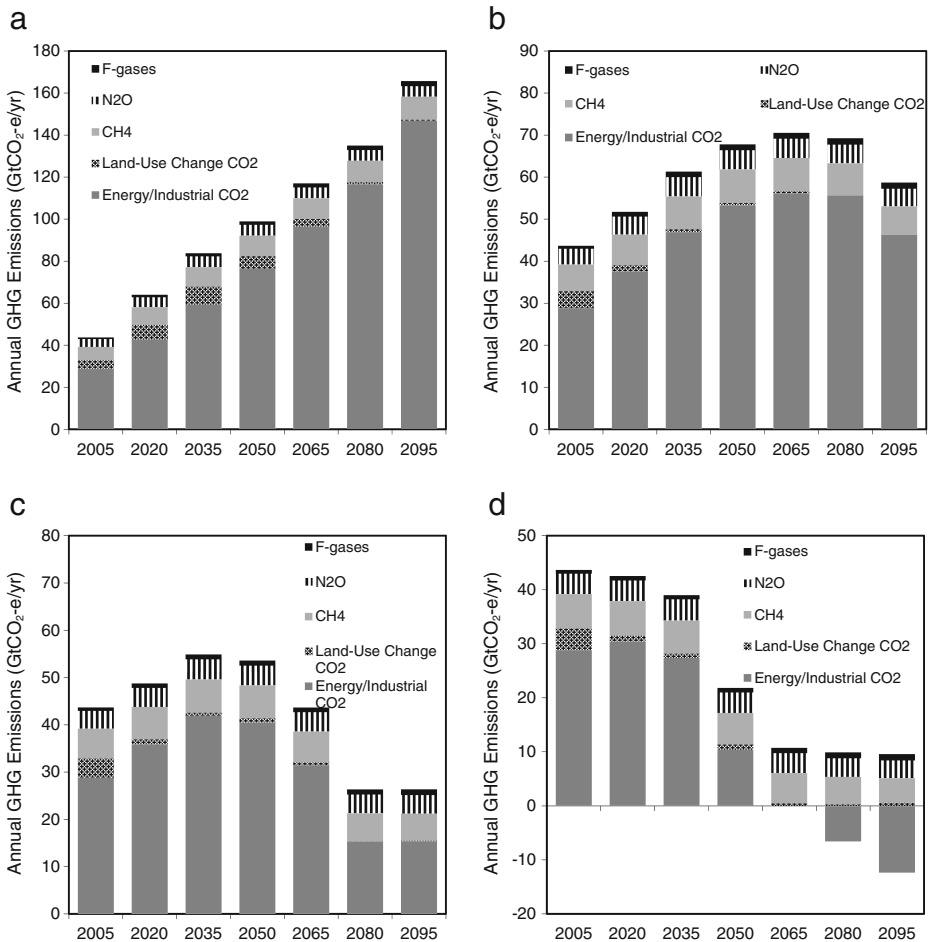 a
Annual GHG Emissions (GtCO2-e/yr)
180
160
140
120
100
80
60
40
20
0
F-gases
N2O
CH4
Land-Use Change CO2
Energy/Industrial CO2
2005 2020 2035 2050 2065 2080 2095
b
Annual GHG Emissions (GtCO2-e/yr)
90
80
70
60
50
40
30
20
10
0
F-gases N2O
CH4 Land-Use Change CO2
Energy/Industrial CO2
2005 2020 2035 2050 2065 2080 2095
c
Annual GHG Emissions (GtCO2-e/yr)
80
70
60
50
40
30
20
10
0
F-gases
N2O
CH4
Land-Use Change
CO2
Energy/Industrial
CO2
2005 2020 2035 2050 2065 2080 2095
d
Annual GHG Emissions (GtCO2-e/yr)
50
40
30
20
10
0
-10
-20
F-gases
N2O
CH4
Land-Use Change CO2
Energy/Industrial CO2
2005 2020 2035 2050 2065 2080 2095